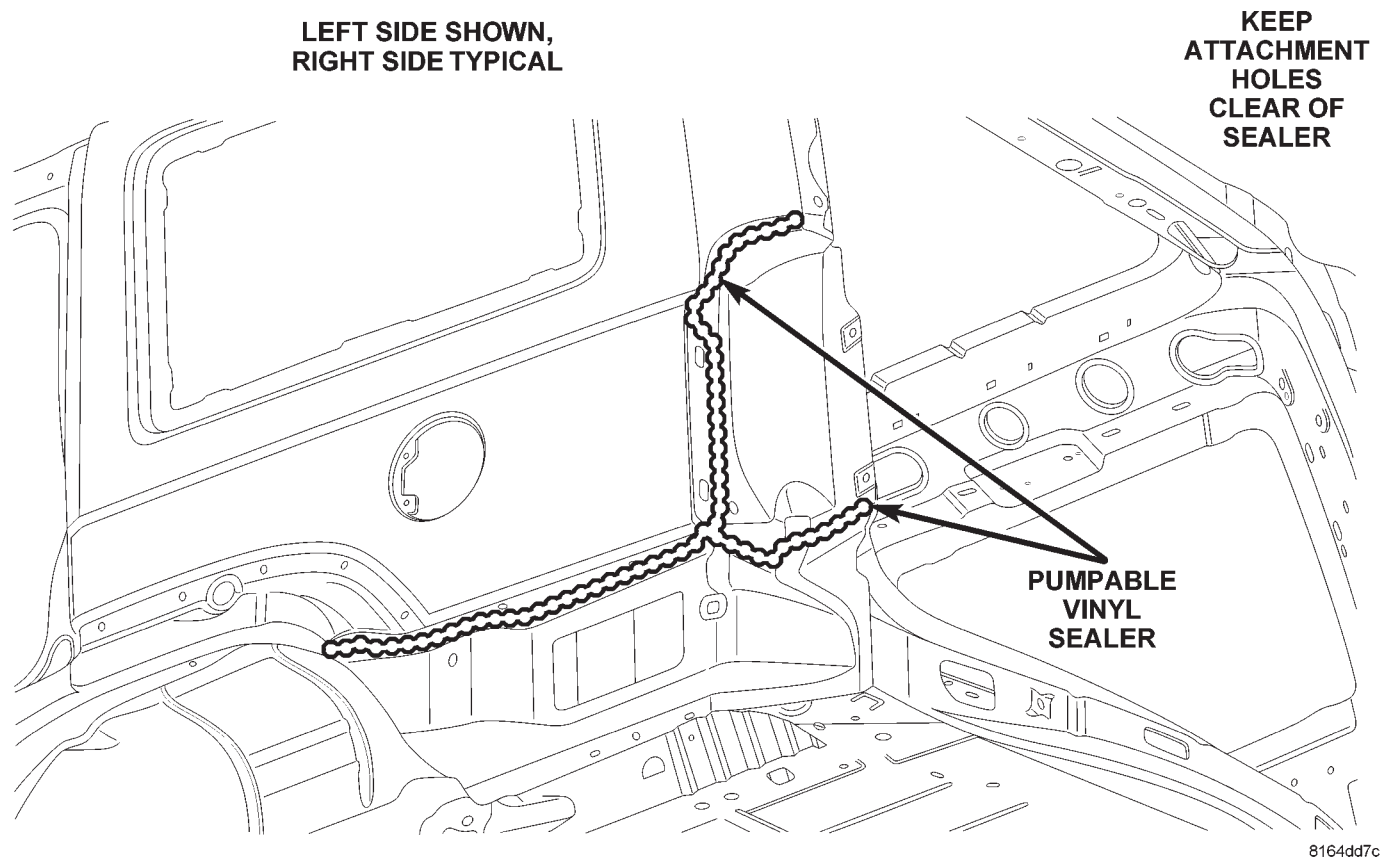 LEFT SIDE SHOWN,
RIGHT SIDE TYPICAL
KEEP
ATTACHMENT
HOLES
CLEAR OF
SEALER
PUMPABLE
VINYL
SEALER
8164dd7c